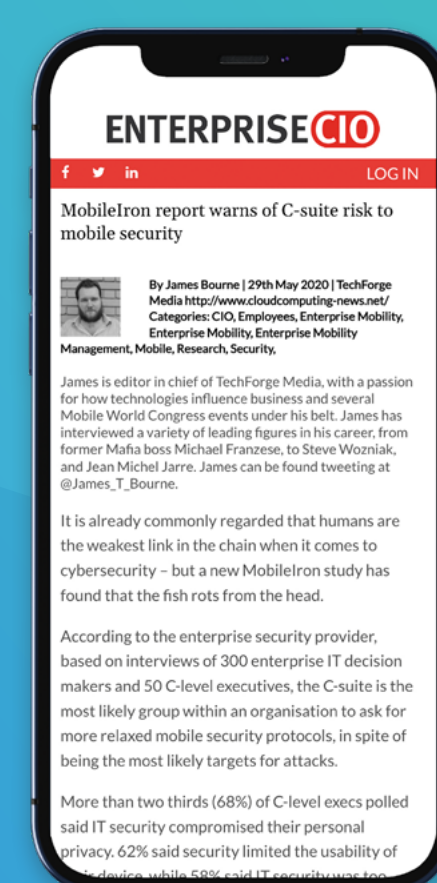 ENTERPRISE CIO
LOG IN
MobileIron report warns of C-suite risk to
mobile security
By James Bourne | 29th May 2020 | TechForge
Media http://www.cloudcomputing-news.net/
Categories: CIO, Employees, Enterprise Mobility,
Enterprise Mobility, Enterprise Mobility
Management, Mobile, Research, Security,
James is editor in chief of TechForge Media, with a passion
for how technologies influence business and several
Mobile World Congress events under his belt. James has
interviewed a variety of leading figures in his career, from
former Mafia boss Michael Franzese, to Steve Wozniak,
and Jean Michel Jarre. James can be found tweeting at
@James_T_Bourne.
It is already commonly regarded that humans are
the weakest link in the chain when it comes to
cybersecurity – but a new MobileIron study has
found that the fish rots from the head.
According to the enterprise security provider,
based on interviews of 300 enterprise IT decision
makers and 50 C-level executives, the C-suite is the
most likely group within an organisation to ask for
more relaxed mobile security protocols, in spite of
being the most likely targets for attacks.
More than two thirds (68%) of C-level execs polled
said IT security compromised their personal
privacy. 62% said security limited the usability of
device, while 58% said IT security was too